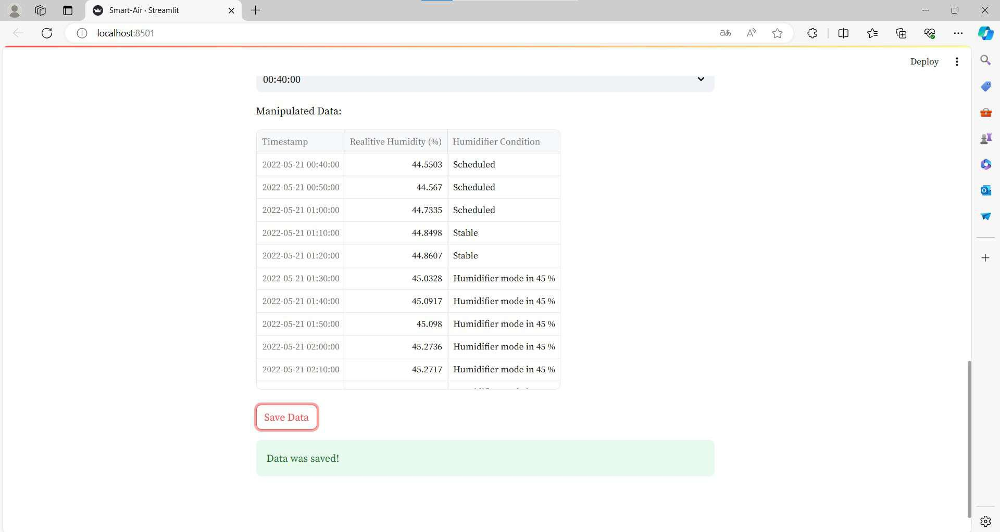 Smart-Air · Streamlit
localhost:8501
aあ
A
Deploy
00:40:00
Manipulated Data:
Timestamp Realitive Humidity (%) Humidifier Condition
2022-05-21 00:40:00 44.5503 Scheduled
2022-05-21 00:50:00 44.567 Scheduled
2022-05-21 01:00:00 44.7335 Scheduled
2022-05-21 01:10:00 44.8498 Stable
2022-05-21 01:20:00 44.8607 Stable
2022-05-21 01:30:00 45.0328 Humidifier mode in 45 %
2022-05-21 01:40:00 45.0917 Humidifier mode in 45 %
2022-05-21 01:50:00 45.098 Humidifier mode in 45 %
2022-05-21 02:00:00 45.2736 Humidifier mode in 45 %
2022-05-21 02:10:00 45.2717 Humidifier mode in 45 %
Save Data
Data was saved!